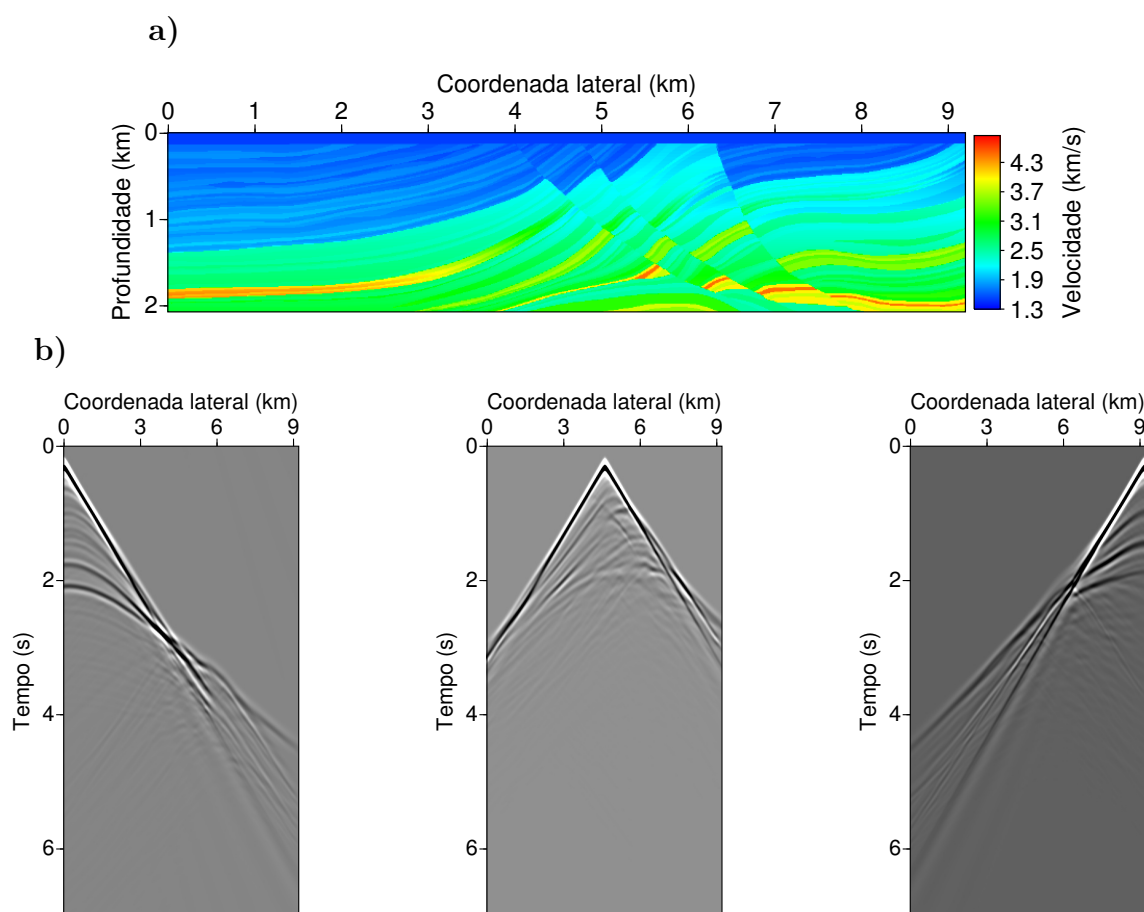 a)
Coordenada lateral (km)
0 1 2 3 4 5 6 7 8 9
Profundidade (km)
0
1
2
Velocidade (km/s)
4.3
3.7
3.1
2.5
1.9
1.3
b)
Coordenada lateral (km)
0 3 6 9
Tempo (s)
0
2
4
6
Coordenada lateral (km)
0 3 6 9
Tempo (s)
0
2
4
6
Coordenada lateral (km)
0 3 6 9
Tempo (s)
0
2
4
6